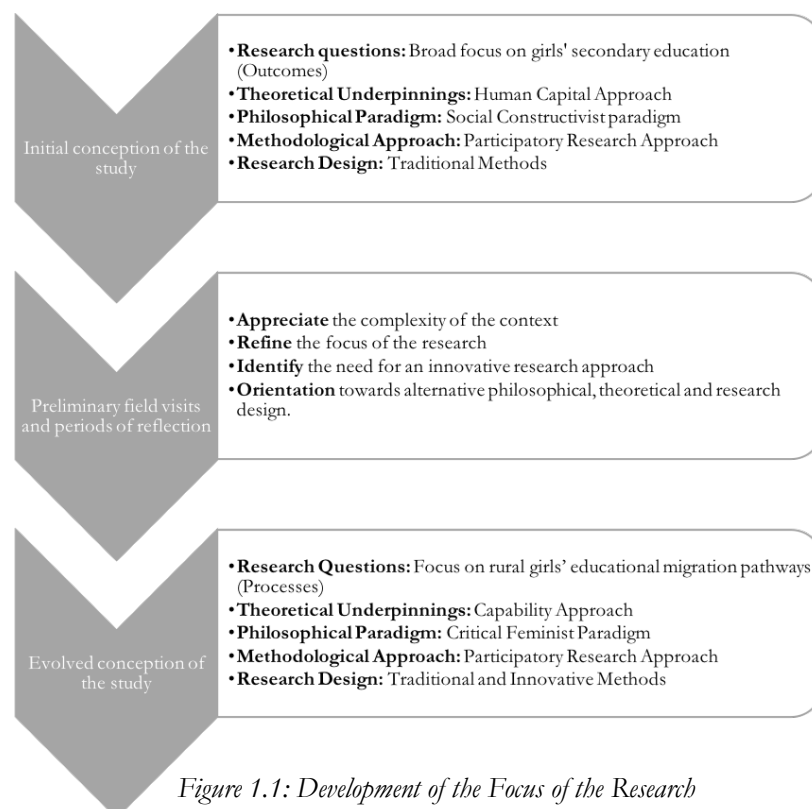 Initial conception of the
study
•Research questions: Broad focus on girls' secondary education
(Outcomes)
•Theoretical Underpinnings: Human Capital Approach
•Philosophical Paradigm: Social Constructivist paradigm
•Methodological Approach: Participatory Research Approach
•Research Design: Traditional Methods
Preliminary field visits
and periods of reflection
•Appreciate the complexity of the context
•Refine the focus of the research
•Identify the need for an innovative research approach
•Orientation towards alternative philosophical, theoretical and research
design.
Evolved conception of
the study
•Research Questions: Focus on rural girls’ educational migration pathways
(Processes)
•Theoretical Underpinnings: Capability Approach
•Philosophical Paradigm: Critical Feminist Paradigm
•Methodological Approach: Participatory Research Approach
•Research Design: Traditional and Innovative Methods
Figure 1.1: Development of the Focus of the Research